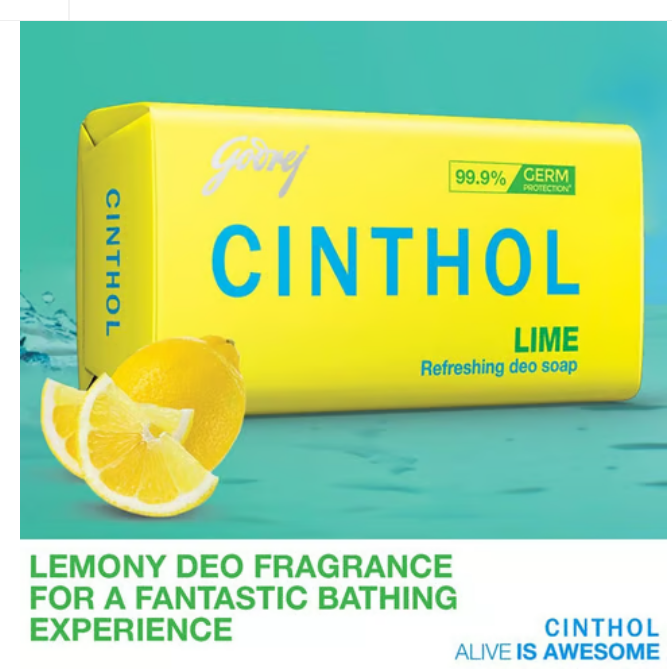 Godrej
99.9% GERM
PROTECTION*
CINTHOL
CINTHOL
LIME
Refreshing deo soap
LEMONY DEO FRAGRANCE
FOR A FANTASTIC BATHING
EXPERIENCE
CINTHOL
ALIVE IS AWESOME